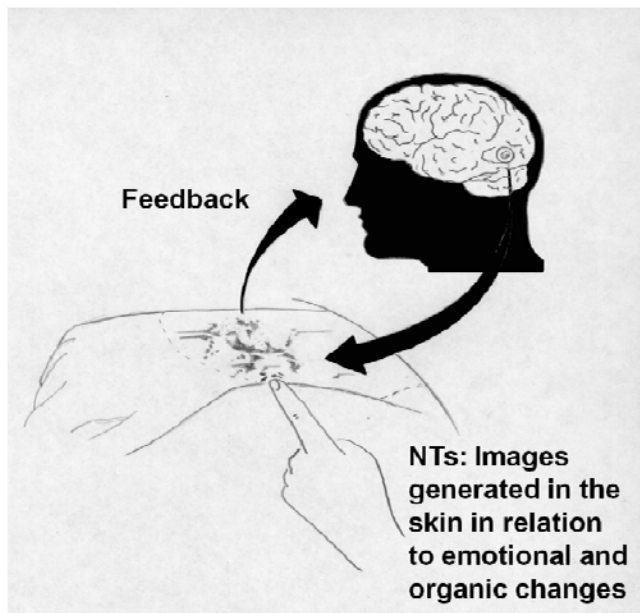 Feedback
NTs: Images
generated in the
skin in relation
to emotional and
organic changes